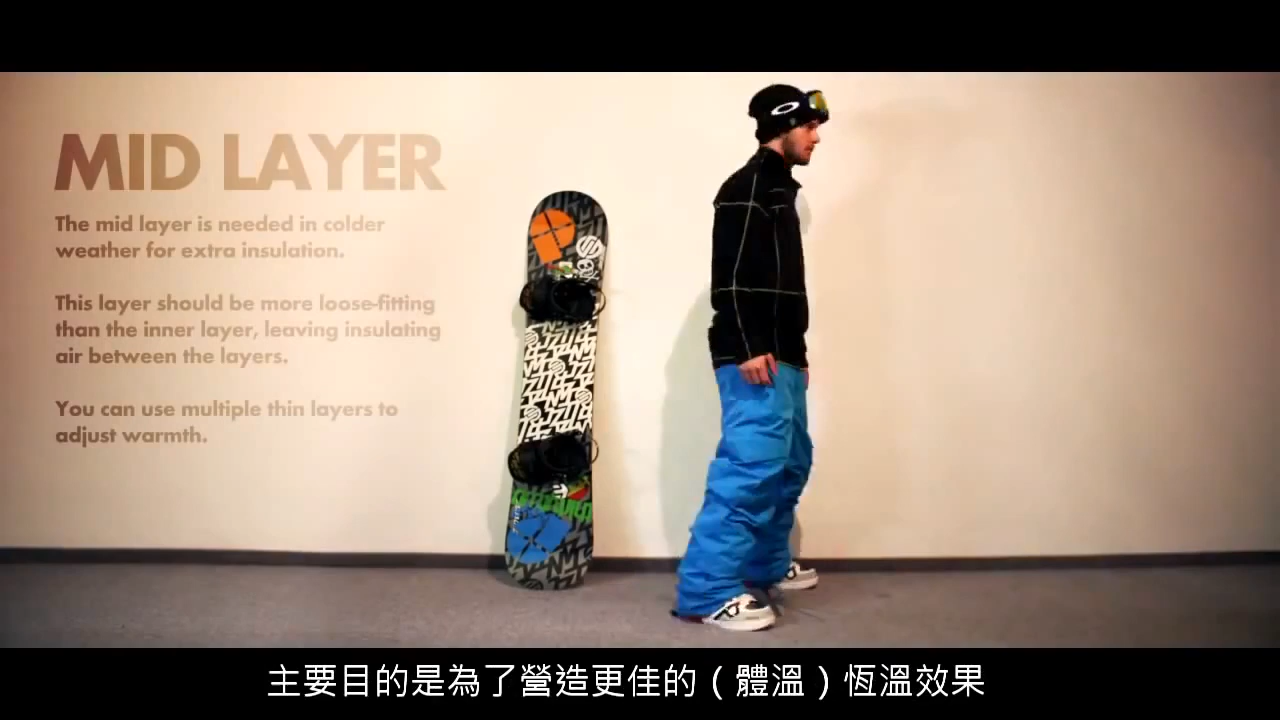 MID LAYER
The mid layer is needed in colder
weather for extra insulation.
This layer should be more loose-fitting
than the inner layer, leaving insulating
air between the layers.
You can use multiple thin layers to
adjust warmth.
主要目的是為了營造更佳的（體溫）恆溫效果